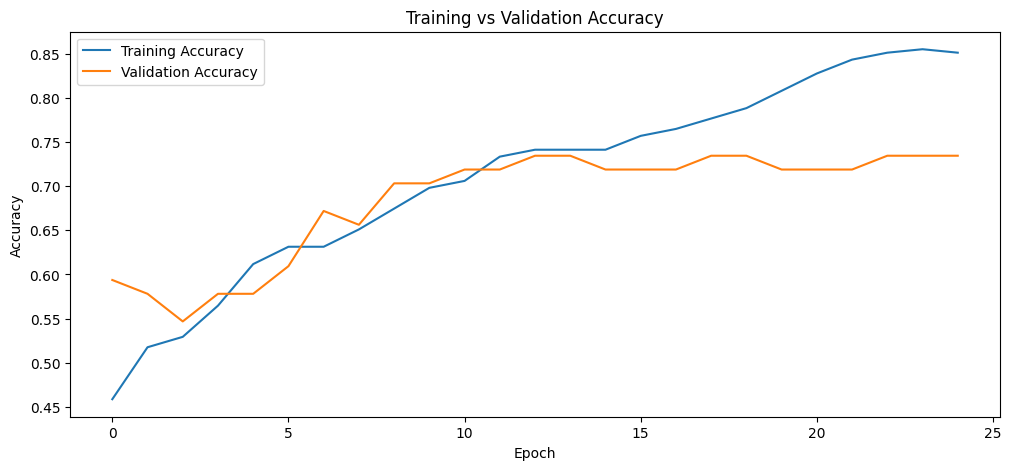 Training vs Validation Accuracy
Training Accuracy
Validation Accuracy
0.85
0.80
0.75
0.70
0.65
0.60
0.55
0.50
0.45
Accuracy
0 5 10 15 20 25
Epoch